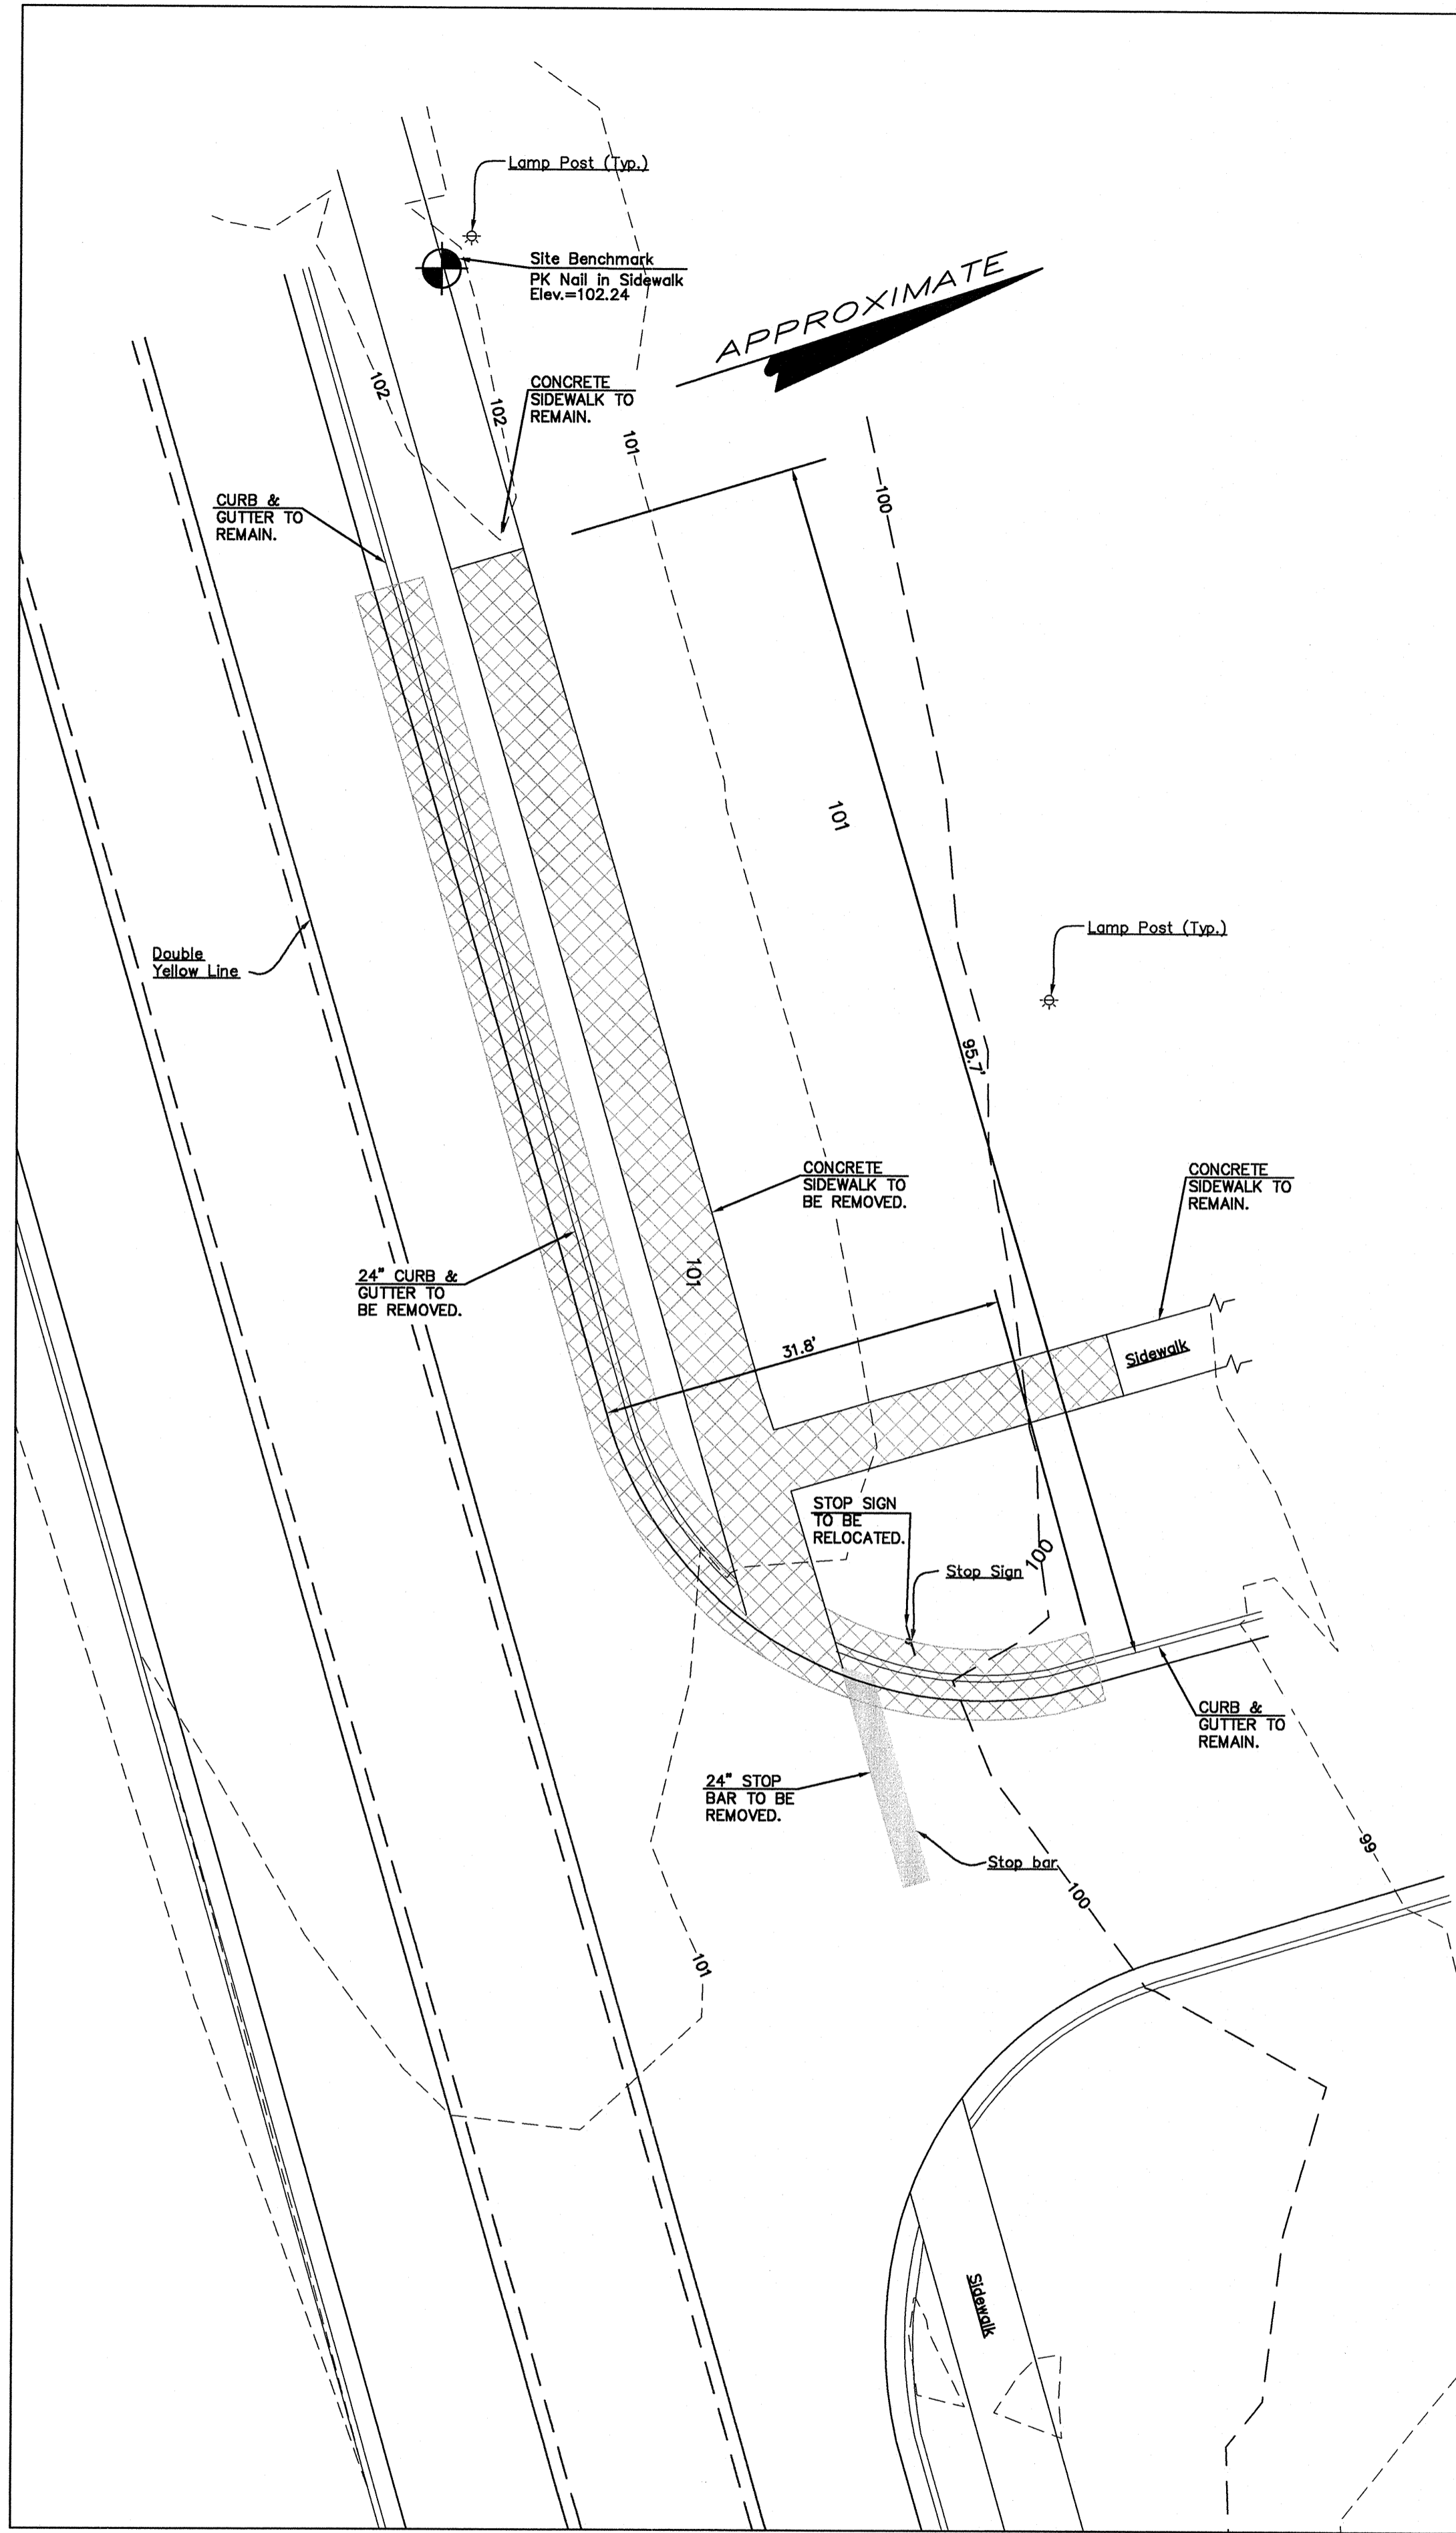 Lamp Post (Typ.)
Site Benchmark
PK Nail in Sidewalk
Elev.=102.24
APPROXIMATE
102
102
CONCRETE
SIDEWALK TO
REMAIN.
101
100
CURB &
GUTTER TO
REMAIN.
101
Lamp Post (Typ.)
Double
Yellow Line
95.7'
CONCRETE
SIDEWALK TO
BE REMOVED.
CONCRETE
SIDEWALK TO
REMAIN.
101
24" CURB &
GUTTER TO
BE REMOVED.
31.8'
Sidewalk
STOP SIGN
TO BE
RELOCATED.
Stop Sign
100
CURB &
GUTTER TO
REMAIN.
24" STOP
BAR TO BE
REMOVED.
Stop bar
99
100
101
Sidewalk